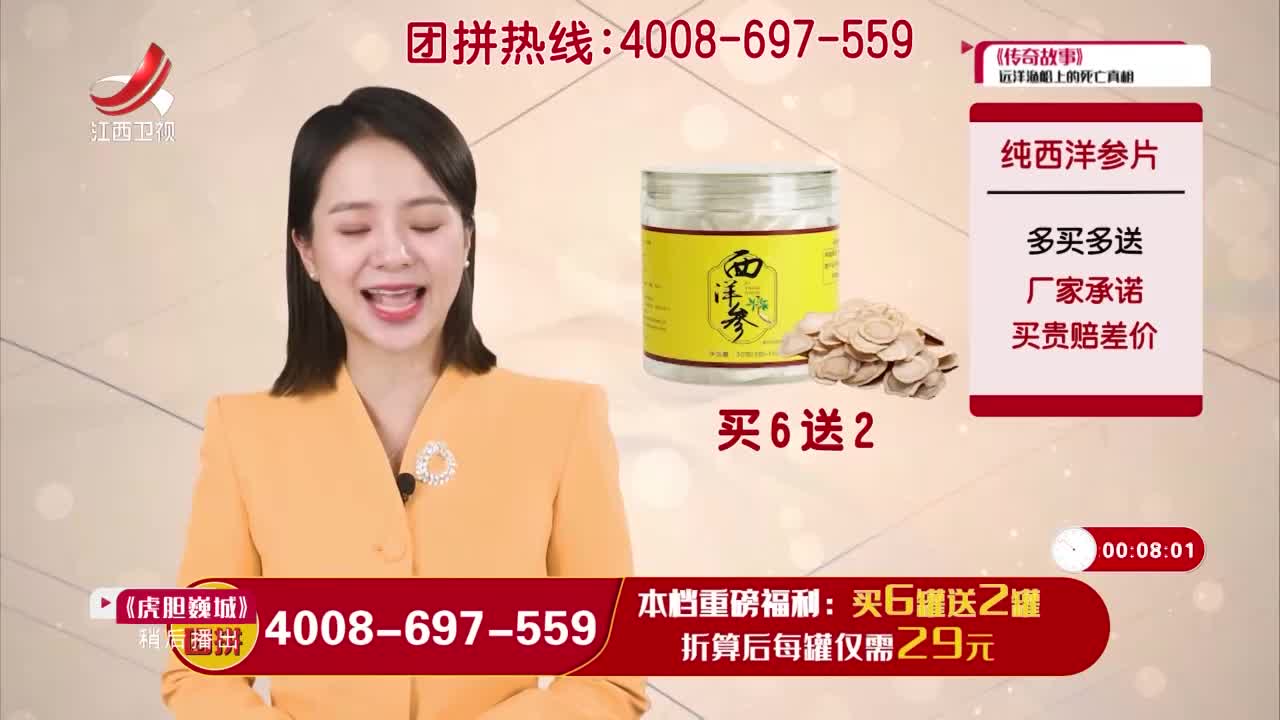 团拼热线:4008-697-559
江西卫视
《传奇故事》
远洋渔船上的死亡真相
纯西洋参片
多买多送
厂家承诺
买贵赔差价
西洋参
买6送2
00:08:01
《虎胆巍城》
稍后播出
团拼
4008-697-559
本档重磅福利：买6罐送2罐
折算后每罐仅需29元